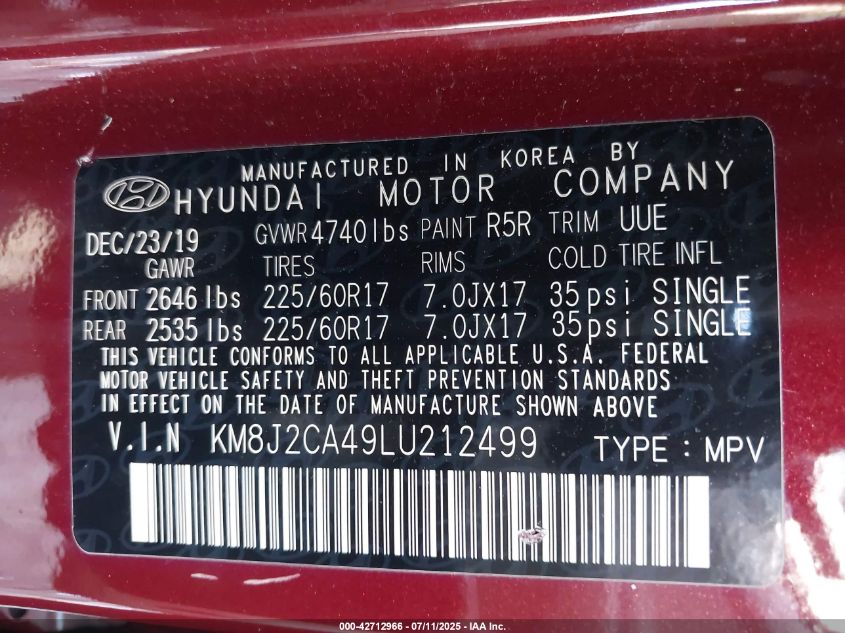 MANUFACTURED IN KOREA BY
HYUNDAI MOTOR COMPANY
DEC/23/19 GVWR 4740 lbs PAINT R5R TRIM UUE
GAWR TIRES RIMS COLD TIRE INFL
FRONT 2646 lbs 225/60R17 7.0JX17 35psi SINGLE
REAR 2535 lbs 225/60R17 7.0JX17 35psi SINGLE
THIS VEHICLE CONFORMS TO ALL APPLICABLE U.S.A. FEDERAL
MOTOR VEHICLE SAFETY AND THEFT PREVENTION STANDARDS
IN EFFECT ON THE DATE OF MANUFACTURE SHOWN ABOVE
V.I.N KM8J2CA49LU212499 TYPE: MPV
000-42712966 - 07/11/2025 - IAA Inc.